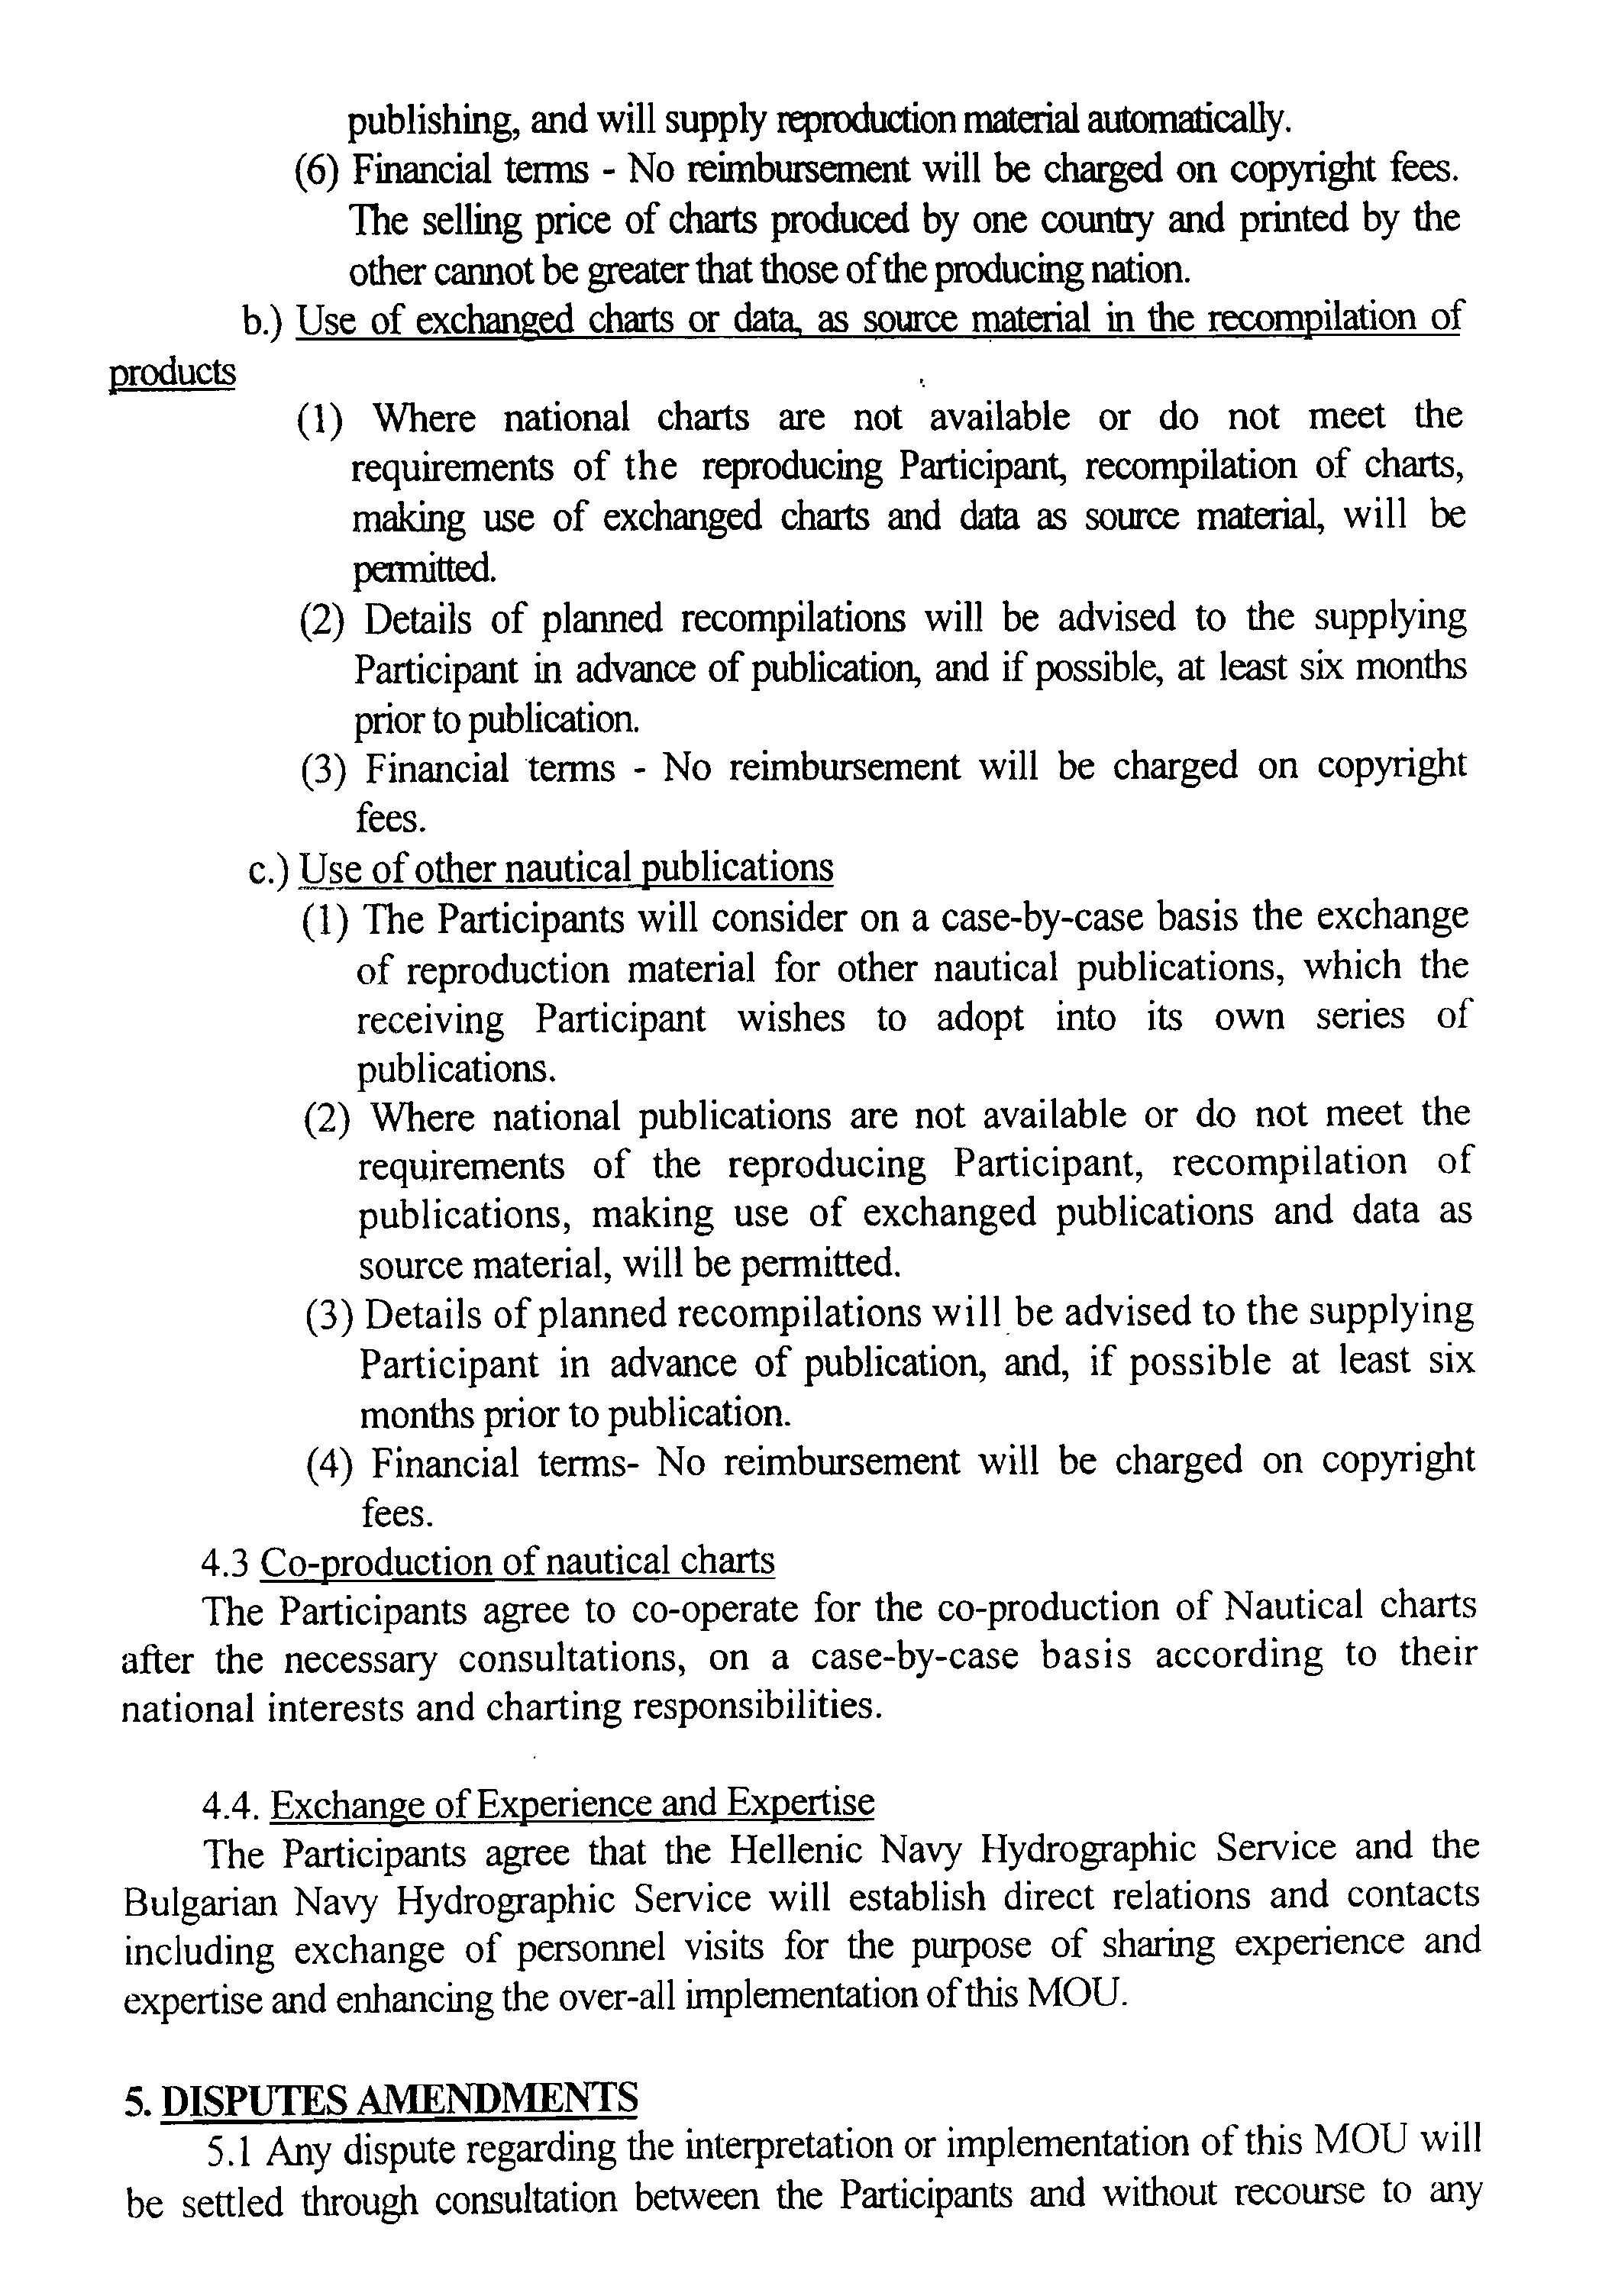 publishing, and will supply reproduction material automatically.
(6) Financial terms - No reimbursement will be charged on copyright fees.
The selling price of charts produced by one country and printed by the
other cannot be greater that those of the producing nation.
b.) Use of exchanged charts or data, as source material in the recompilation of
products
(1) Where national charts are not available or do not meet the
requirements of the reproducing Participant, recompilation of charts,
making use of exchanged charts and data as source material, will be
permitted.
(2) Details of planned recompilations will be advised to the supplying
Participant in advance of publication, and if possible, at least six months
prior to publication.
(3) Financial terms - No reimbursement will be charged on copyright
fees.
c.) Use of other nautical publications
(1) The Participants will consider on a case-by-case basis the exchange
of reproduction material for other nautical publications, which the
receiving Participant wishes to adopt into its own series of
publications.
(2) Where national publications are not available or do not meet the
requirements of the reproducing Participant, recompilation of
publications, making use of exchanged publications and data as
source material, will be permitted.
(3) Details of planned recompilations will be advised to the supplying
Participant in advance of publication, and, if possible at least six
months prior to publication.
(4) Financial terms- No reimbursement will be charged on copyright
fees.
4.3 Co-production of nautical charts
The Participants agree to co-operate for the co-production of Nautical charts
after the necessary consultations, on a case-by-case basis according to their
national interests and charting responsibilities.
4.4. Exchange of Experience and Expertise
The Participants agree that the Hellenic Navy Hydrographic Service and the
Bulgarian Navy Hydrographic Service will establish direct relations and contacts
including exchange of personnel visits for the purpose of sharing experience and
expertise and enhancing the over-all implementation of this MOU.
5. DISPUTES AMENDMENTS
5.1 Any dispute regarding the interpretation or implementation of this MOU will
be settled through consultation between the Participants and without recourse to any